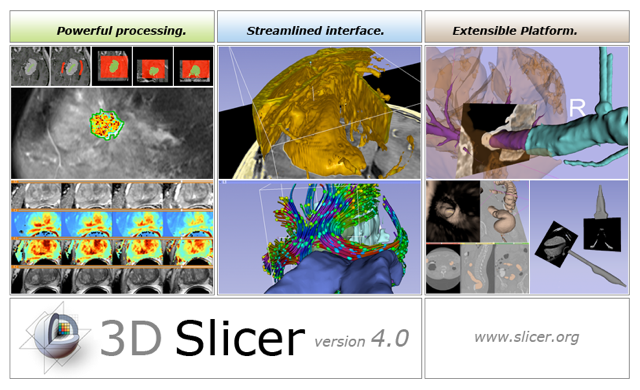 Powerful processing.
Streamlined interface.
Extensible Platform.
R
3D Slicer version 4.0
www.slicer.org